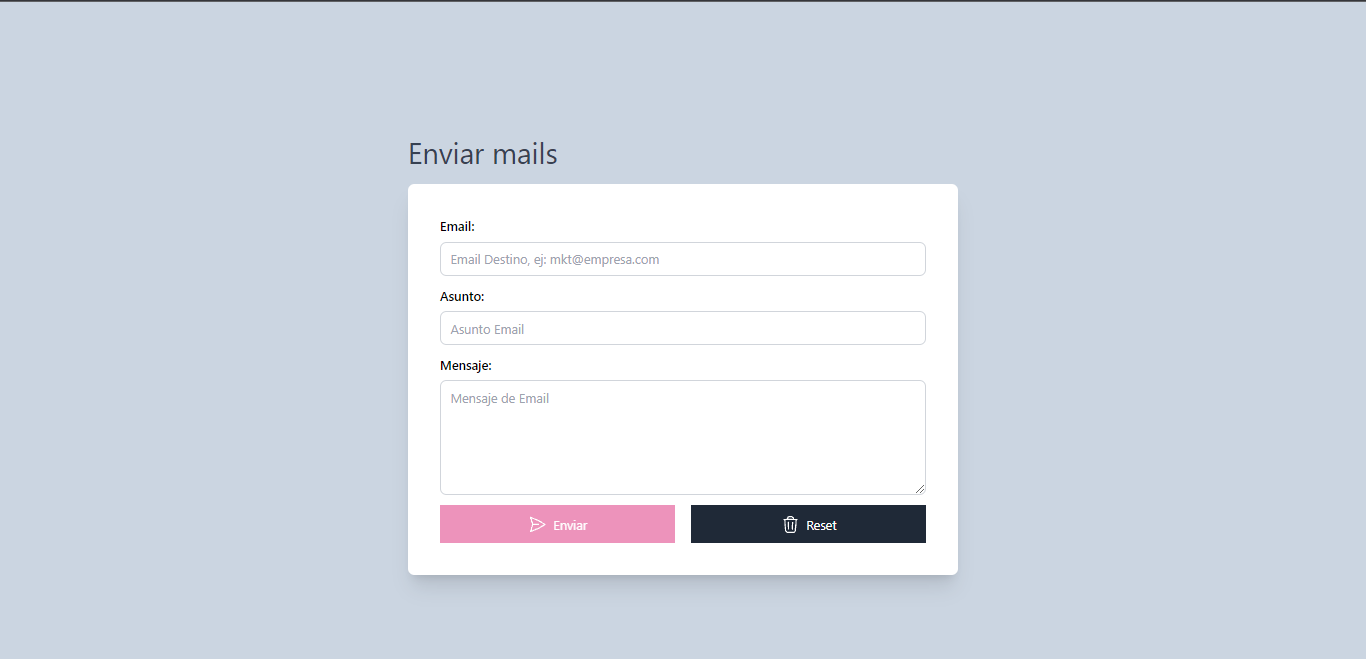 Enviar mails
Email:
Email Destino, ej: mkt@empresa.com
Asunto:
Asunto Email
Mensaje:
Mensaje de Email
Enviar
Reset